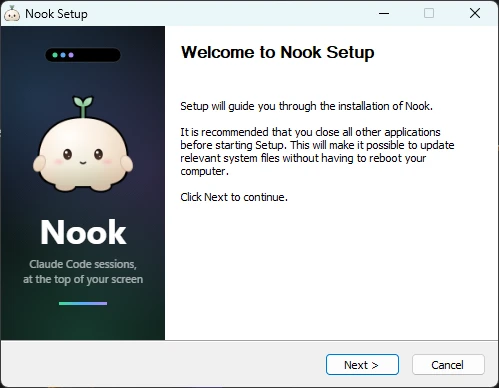 Nook Setup
Welcome to Nook Setup
Setup will guide you through the installation of Nook.
It is recommended that you close all other applications
before starting Setup. This will make it possible to update
relevant system files without having to reboot your
computer.
Click Next to continue.
Nook
Claude Code sessions,
at the top of your screen
Next >
Cancel